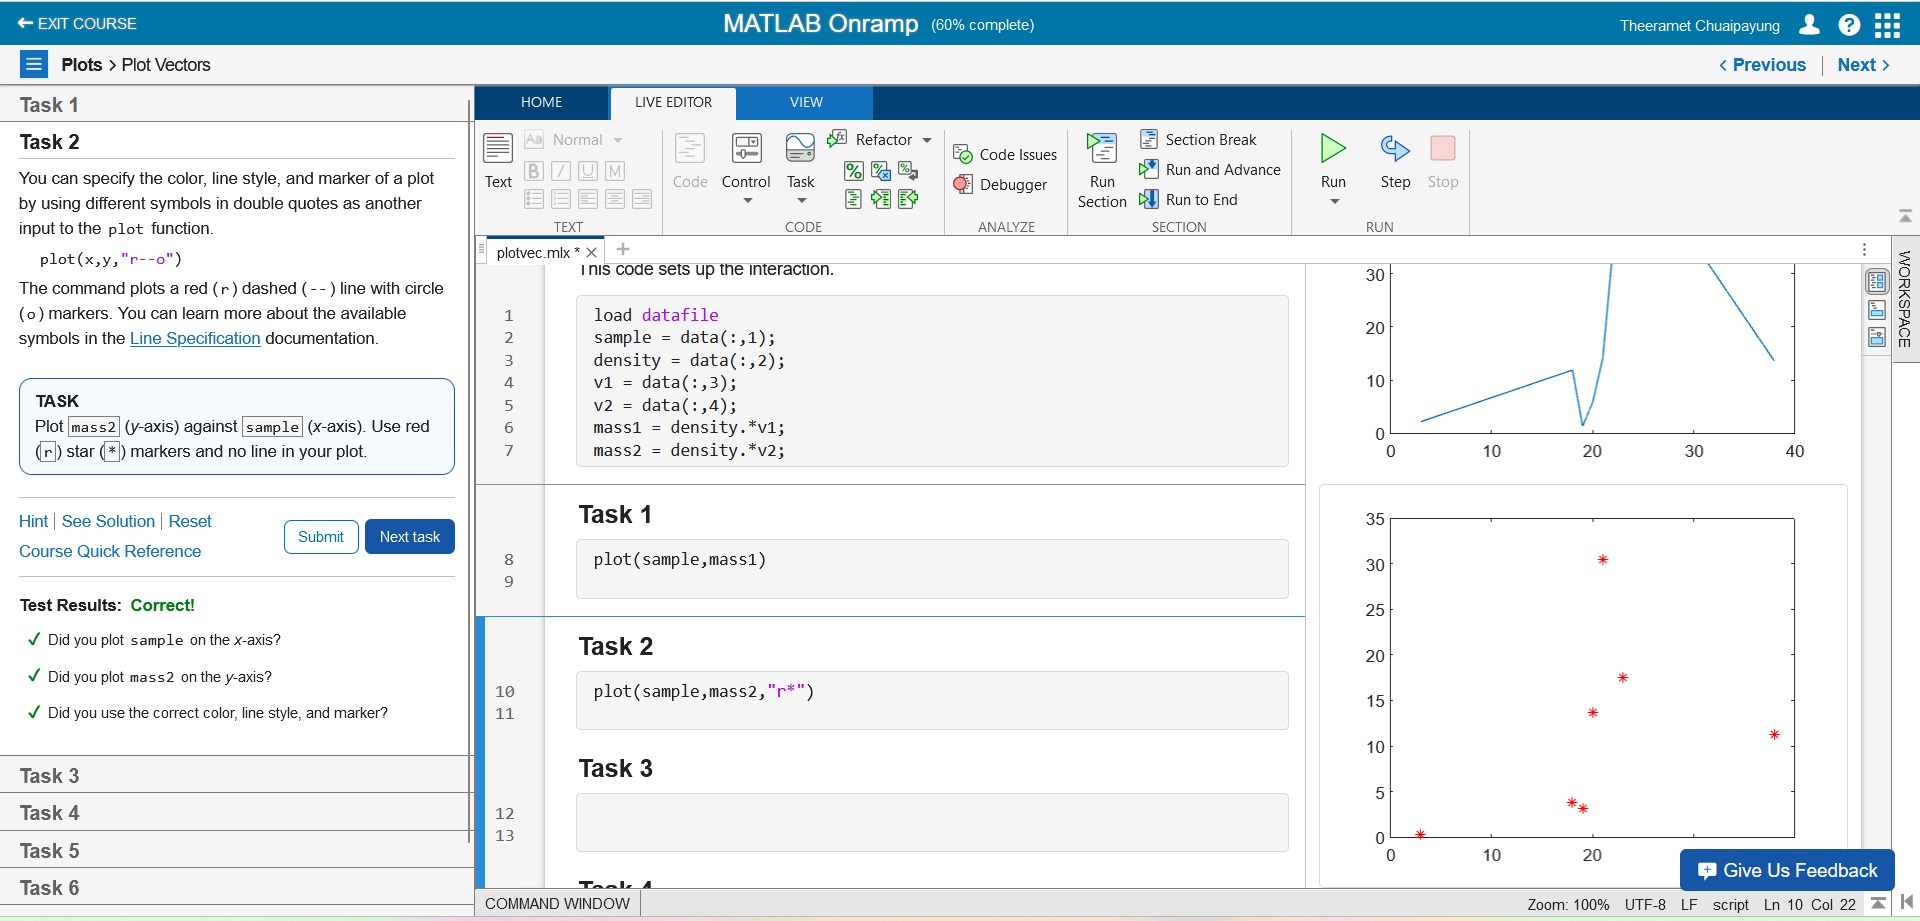 EXIT COURSE
MATLAB Onramp (60% complete)
Theeramet Chuaipayung
Plots > Plot Vectors
Previous
Next
Task 1
Task 2
You can specify the color, line style, and marker of a plot
by using different symbols in double quotes as another
input to the plot function.
plot(x,y,"r--o")
The command plots a red (r) dashed (--) line with circle
(o) markers. You can learn more about the available
symbols in the Line Specification documentation.
TASK
Plot mass2 (y-axis) against sample (x-axis). Use red
(r) star (*) markers and no line in your plot.
Hint | See Solution | Reset
Course Quick Reference
Submit
Next task
Test Results: Correct!
✓ Did you plot sample on the x-axis?
✓ Did you plot mass2 on the y-axis?
✓ Did you use the correct color, line style, and marker?
Task 3
Task 4
Task 5
Task 6
HOME
LIVE EDITOR
VIEW
Text
Aa Normal
B I U M
TEXT
Code
Control
Task
Refactor
CODE
Code Issues
Debugger
ANALYZE
Run Section
Section Break
Run and Advance
Run to End
SECTION
Run
Step
Stop
RUN
plotvec.mlx *
WORKSPACE
This code sets up the interaction.
1 load datafile
2 sample = data(:,1);
3 density = data(:,2);
4 v1 = data(:,3);
5 v2 = data(:,4);
6 mass1 = density.*v1;
7 mass2 = density.*v2;
Task 1
8 plot(sample,mass1)
9
Task 2
10 plot(sample,mass2,"r*")
11
Task 3
12
13
Task 4
30
20
10
0
0 10 20 30 40
35
30
25
20
15
10
5
0
0 10 20
Give Us Feedback
COMMAND WINDOW
Zoom: 100% UTF-8 LF script Ln 10 Col 22